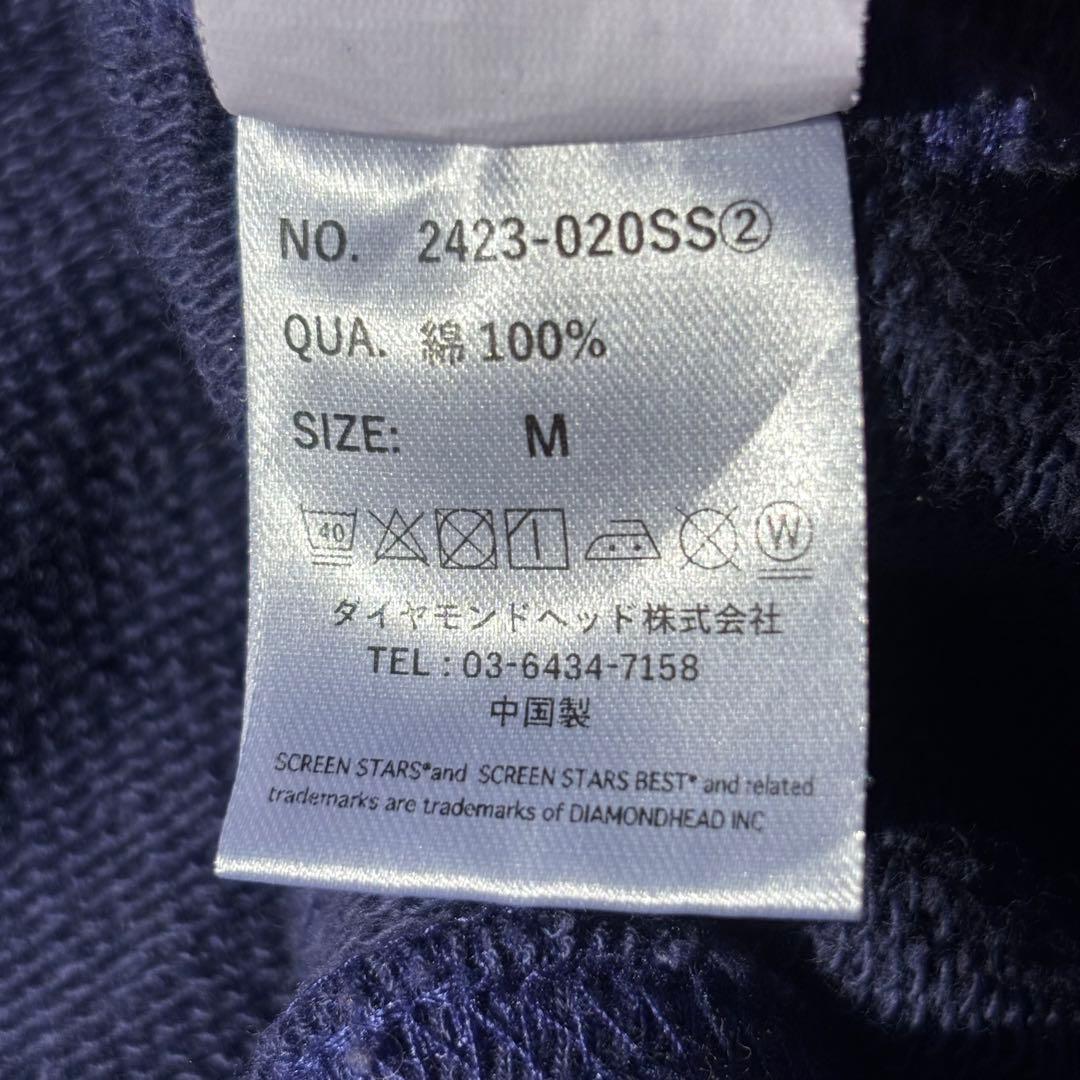 NO. 2423-020SS②
QUA. 綿 100%
SIZE: M
40 W
ダイヤモンドヘッド株式会社
TEL : 03-6434-7158
中国製
SCREEN STARS®and SCREEN STARS BEST® and related
trademarks are trademarks of DIAMONDHEAD INC